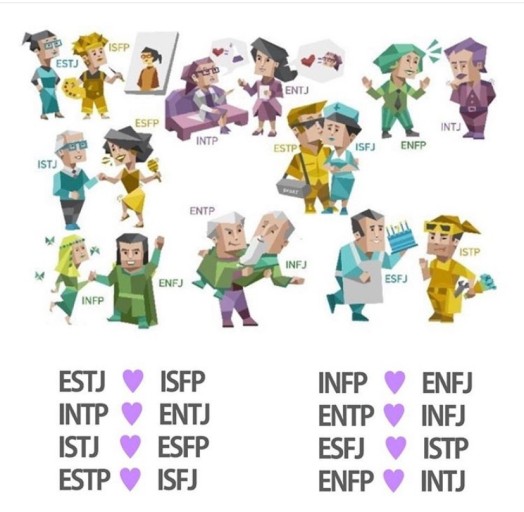 ESTJ
ISFP
INTP
ENTJ
ENFP
INTJ
ISTJ
ESFP
ESTP
ISFJ
INFP
ENFJ
ENTP
INFJ
ESFJ
ISTP
ESTJ 💜 ISFP
INTP 💜 ENTJ
ISTJ 💜 ESFP
ESTP 💜 ISFJ
INFP 💜 ENFJ
ENTP 💜 INFJ
ESFJ 💜 ISTP
ENFP 💜 INTJ